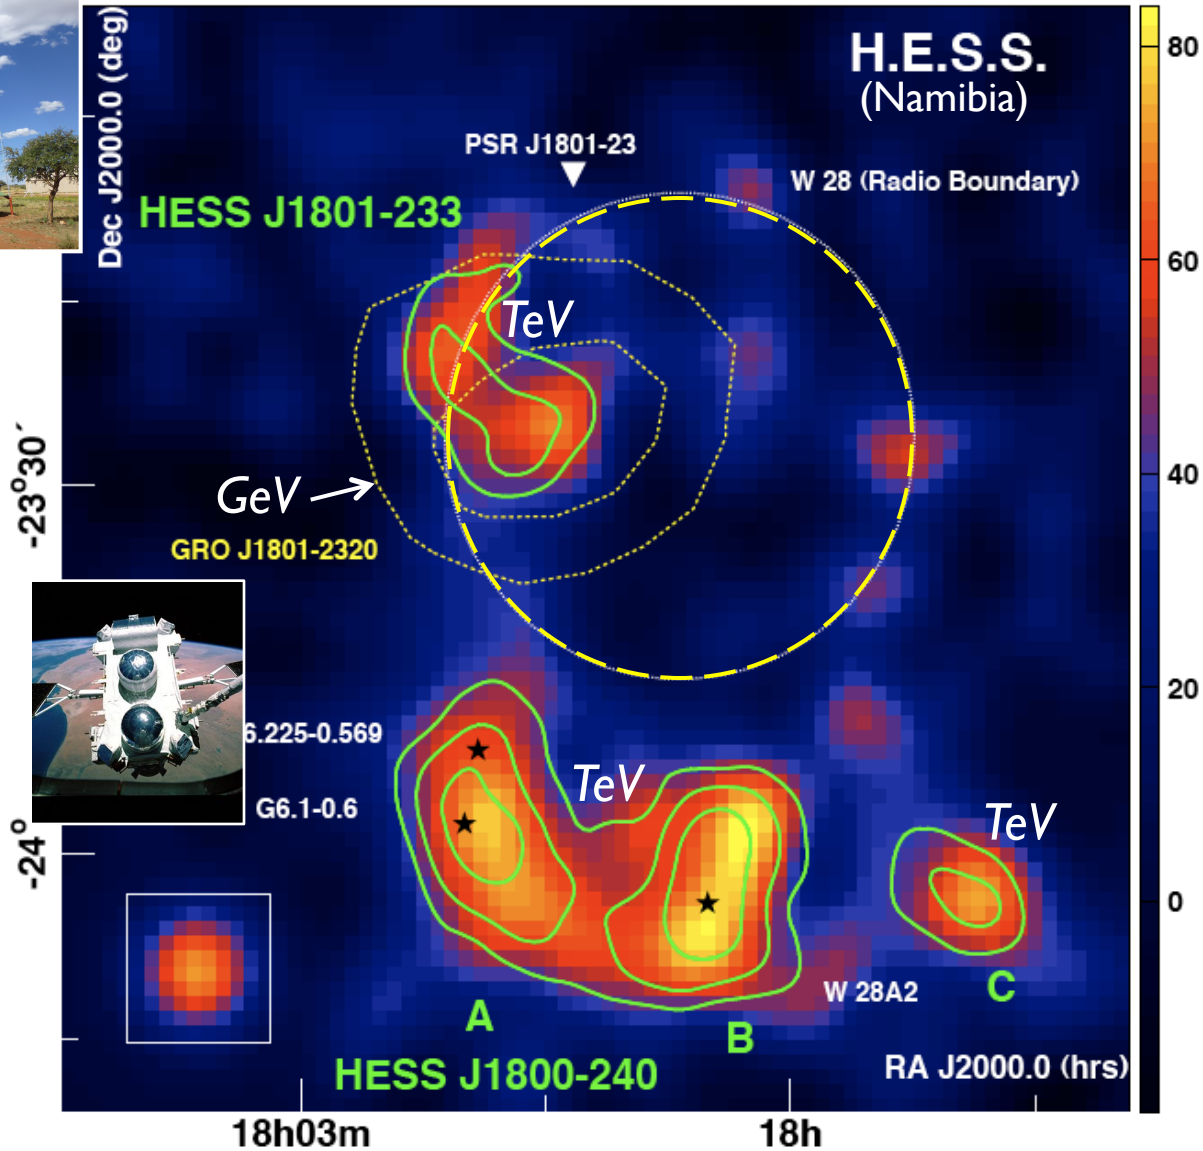 H.E.S.S.
(Namibia)
80
Dec J2000.0 (deg)
PSR J1801-23
W 28 (Radio Boundary)
HESS J1801-233
60
TeV
-23°30´
GeV
40
GRO J1801-2320
20
6.225-0.569
TeV
G6.1-0.6
TeV
-24°
0
W 28A2
C
A
B
HESS J1800-240
RA J2000.0 (hrs)
18h03m
18h